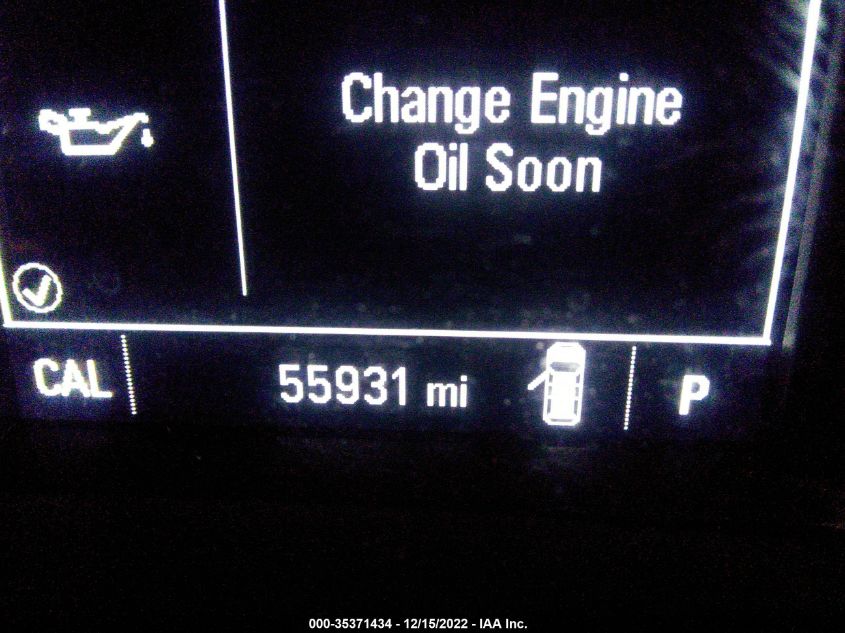 Change Engine
Oil Soon
CAL
55931 mi
P
000-35371434 - 12/15/2022 - IAA Inc.